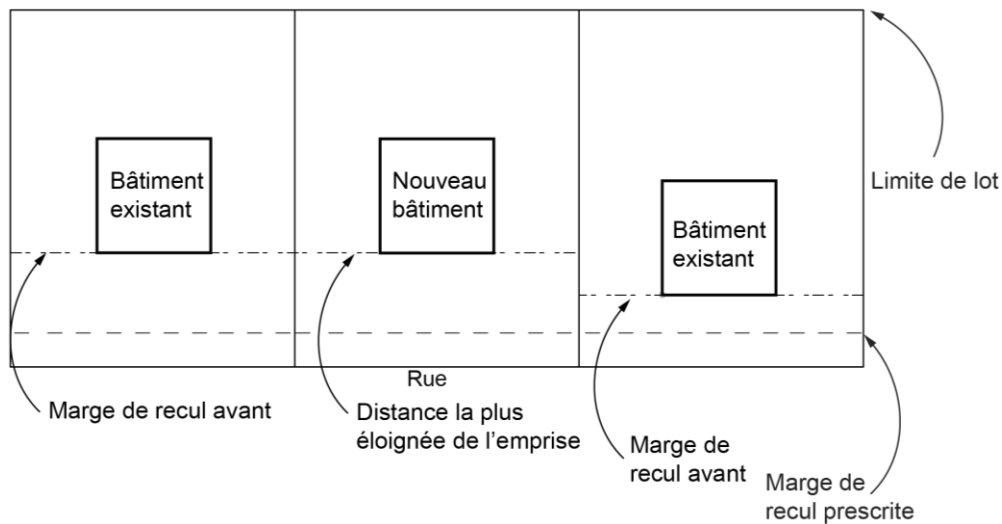 Bâtiment
existant
Nouveau
bâtiment
Bâtiment
existant
Limite de lot
Rue
Marge de recul avant
Distance la plus
éloignée de l'emprise
Marge de
recul avant
Marge de
recul prescrite